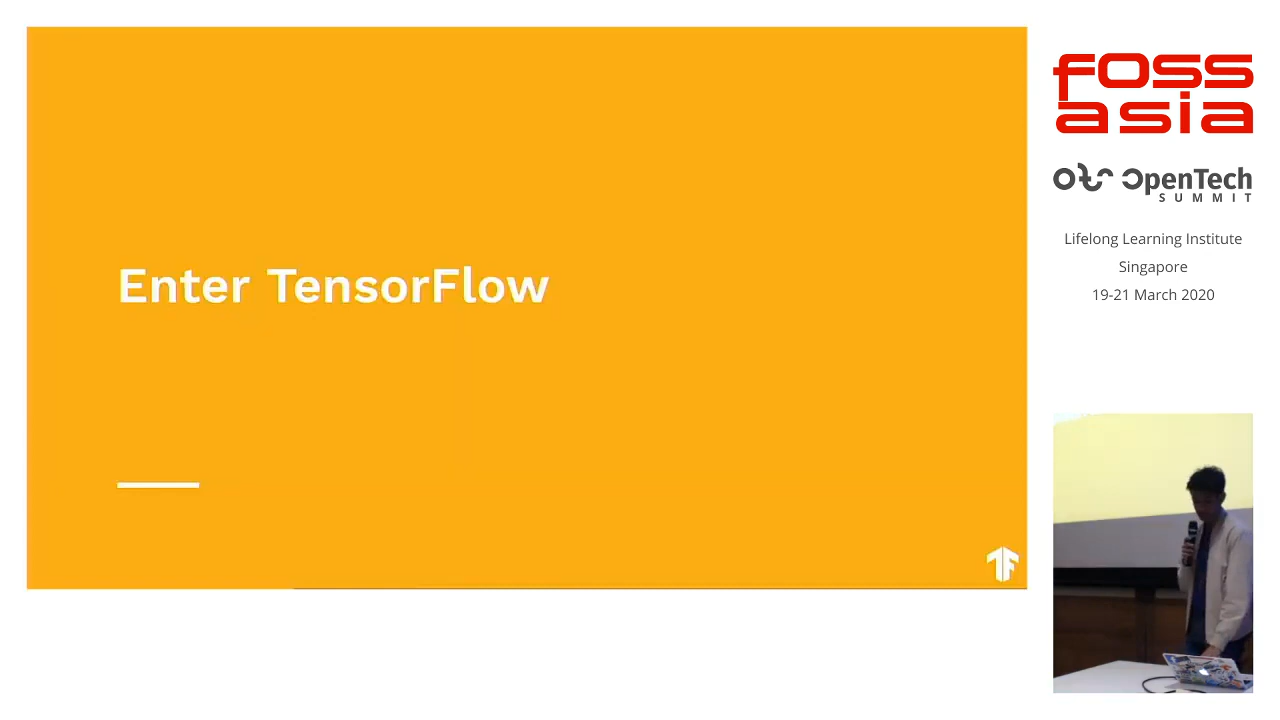 Enter TensorFlow
foss
asia
OpenTech
SUMMIT
Lifelong Learning Institute
Singapore
19-21 March 2020